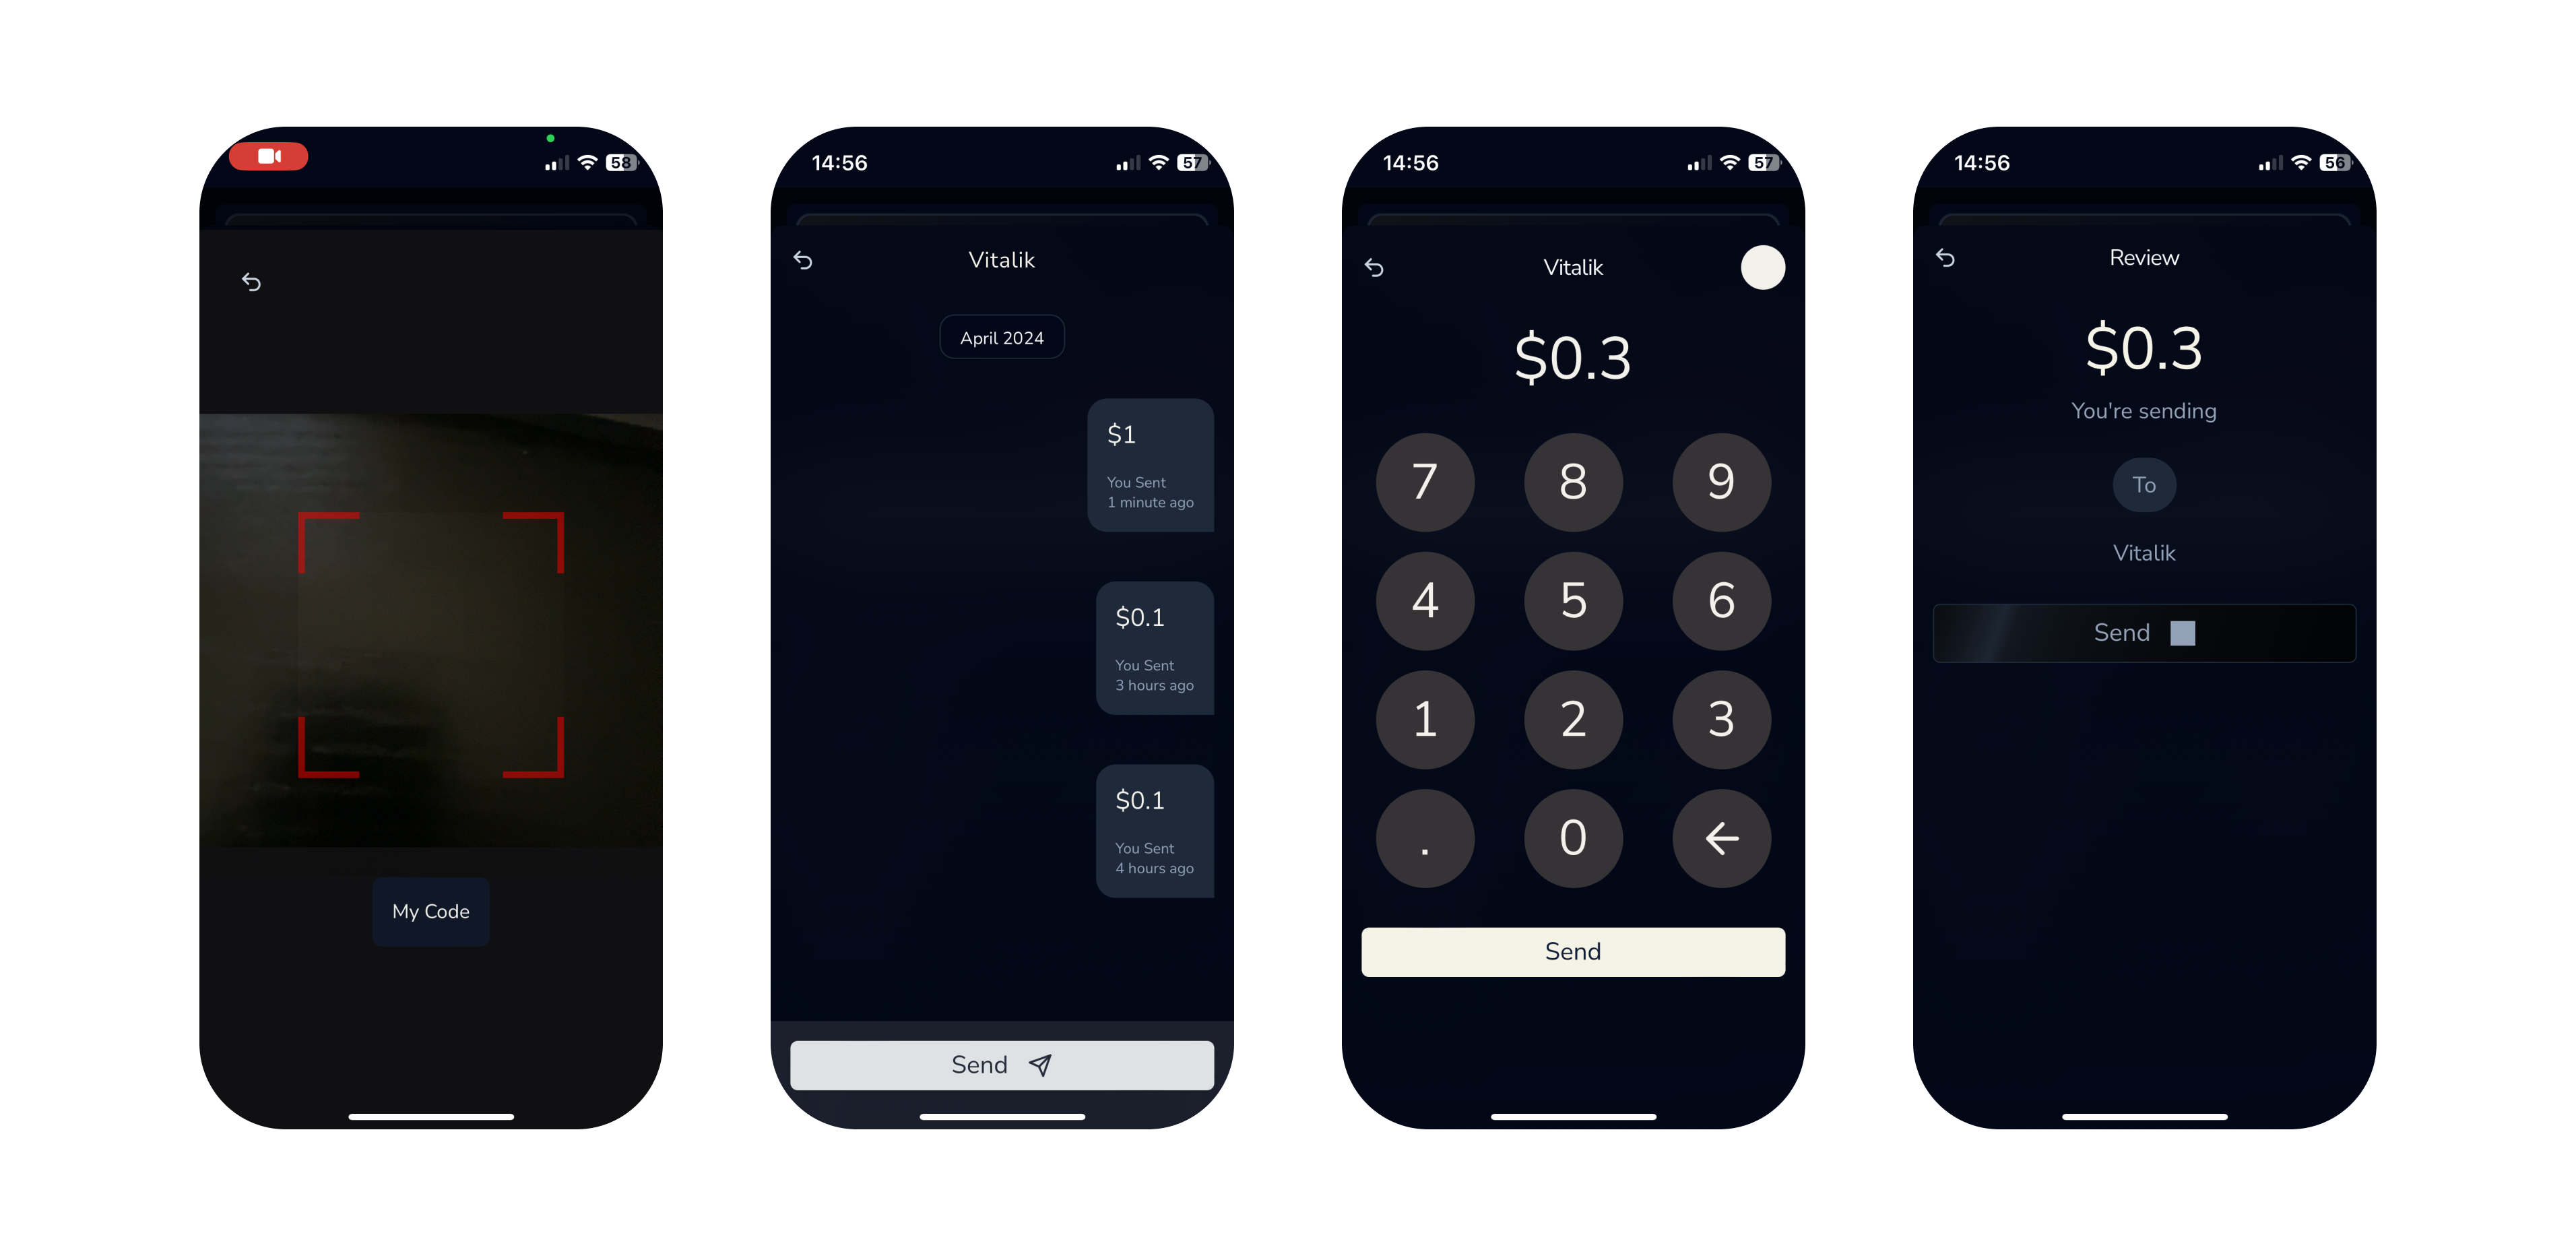 58
My Code
14:56
57
Vitalik
April 2024
$1
You Sent
1 minute ago
$0.1
You Sent
3 hours ago
$0.1
You Sent
4 hours ago
Send
14:56
57
Vitalik
$0.3
7 8 9
4 5 6
1 2 3
. 0
Send
14:56
56
Review
$0.3
You're sending
To
Vitalik
Send